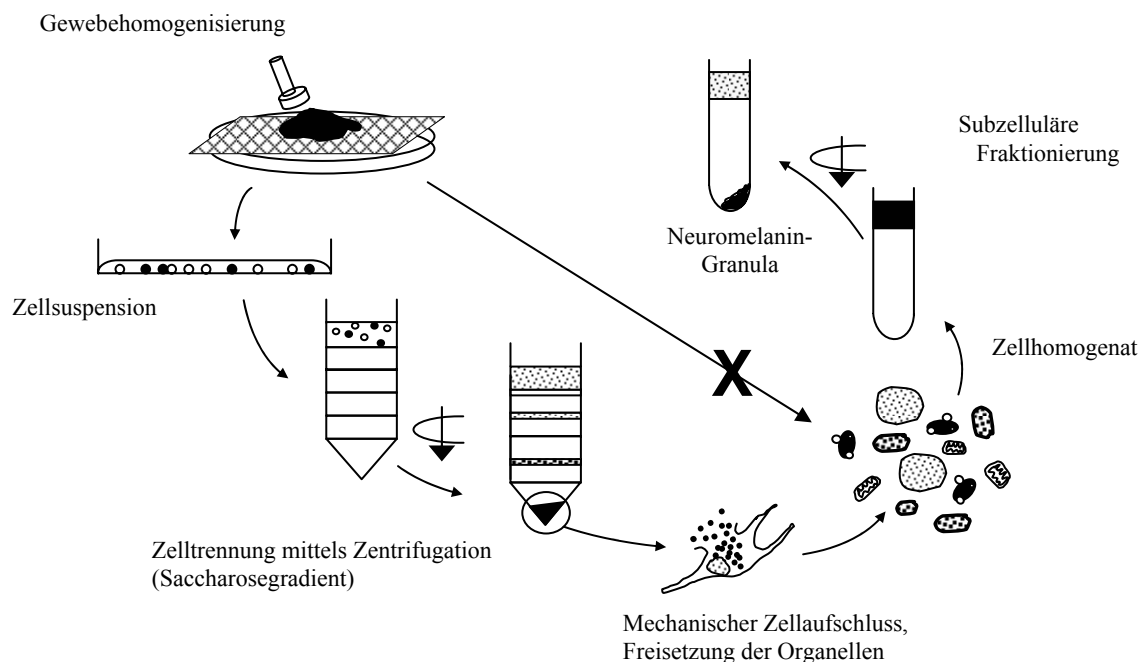 Gewebehomogenisierung
Subzelluläre
Fraktionierung
Neuromelanin-
Granula
Zellsuspension
Zellhomogenat
X
Zelltrennung mittels Zentrifugation
(Saccharosegradient)
Mechanischer Zellaufschluss,
Freisetzung der Organellen